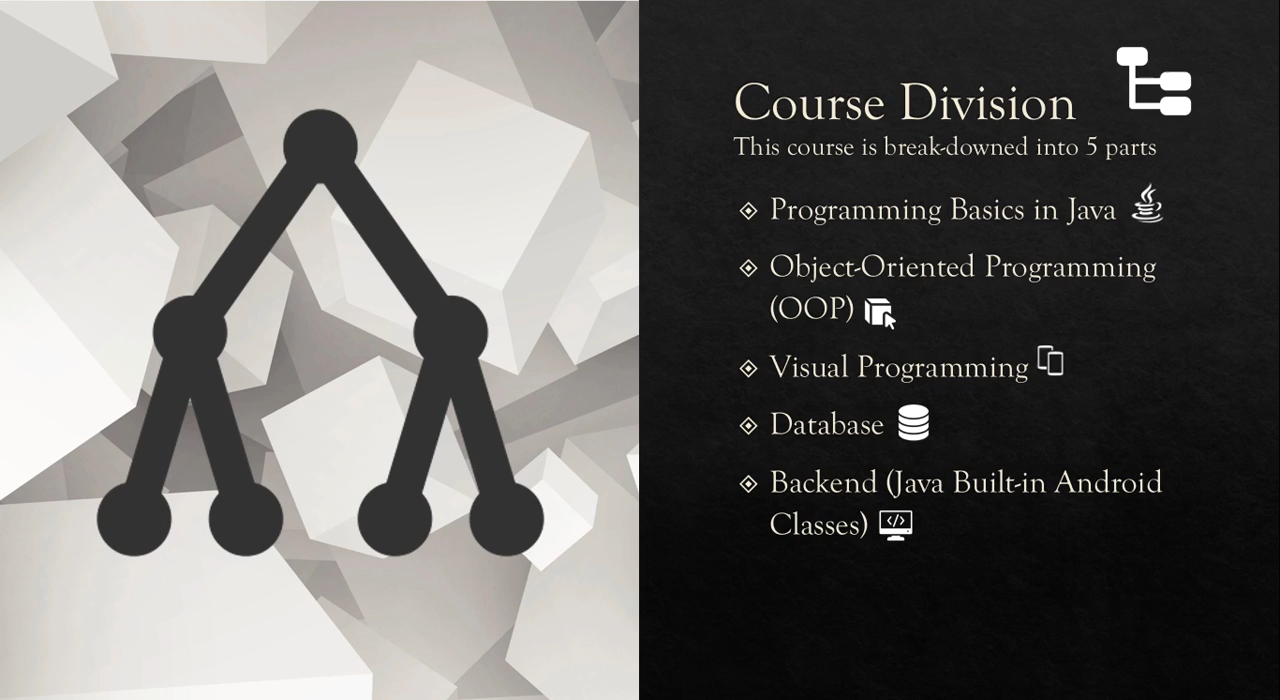 Course Division
This course is break-downed into 5 parts
Programming Basics in Java
Object-Oriented Programming
(OOP)
Visual Programming
Database
Backend (Java Built-in Android
Classes)